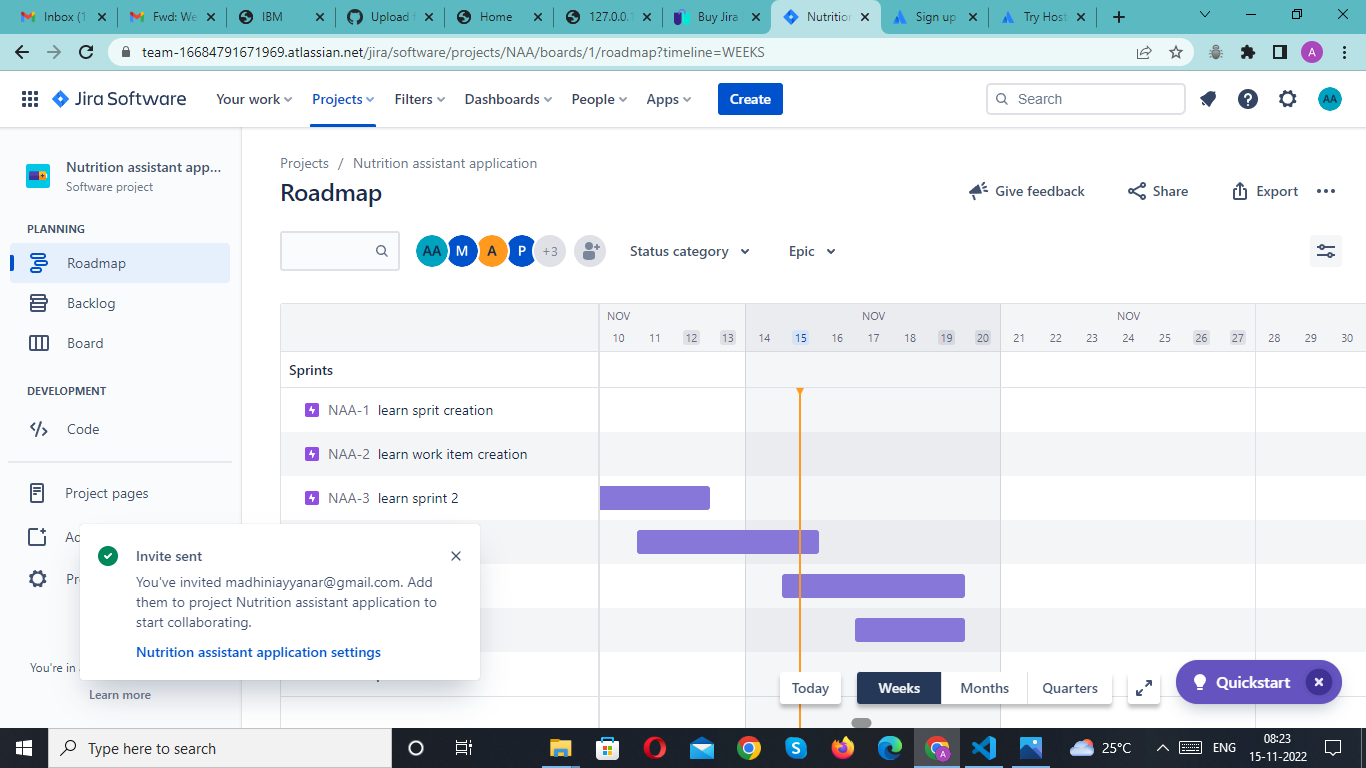 Inbox (1
Fwd: We
IBM
Upload f
Home
127.0.0.1
Buy Jira
Nutrition
Sign up
Try Host
team-16684791671969.atlassian.net/jira/software/projects/NAA/boards/1/roadmap?timeline=WEEKS
A
Jira Software
Your work
Projects
Filters
Dashboards
People
Apps
Create
Search
AA
Nutrition assistant app...
Software project
PLANNING
Roadmap
Backlog
Board
DEVELOPMENT
Code
Project pages
Ad
Pr
You're in a
Learn more
Projects / Nutrition assistant application
Roadmap
Give feedback
Share
Export
AA M A P +3
Status category
Epic
NOV NOV NOV
10 11 12 13 14 15 16 17 18 19 20 21 22 23 24 25 26 27 28 29 30
Sprints
NAA-1 learn sprit creation
NAA-2 learn work item creation
NAA-3 learn sprint 2
Invite sent
You've invited madhiniayyanar@gmail.com. Add
them to project Nutrition assistant application to
start collaborating.
Nutrition assistant application settings
Today
Weeks
Months
Quarters
Quickstart
Type here to search
25°C
ENG
08:23
15-11-2022